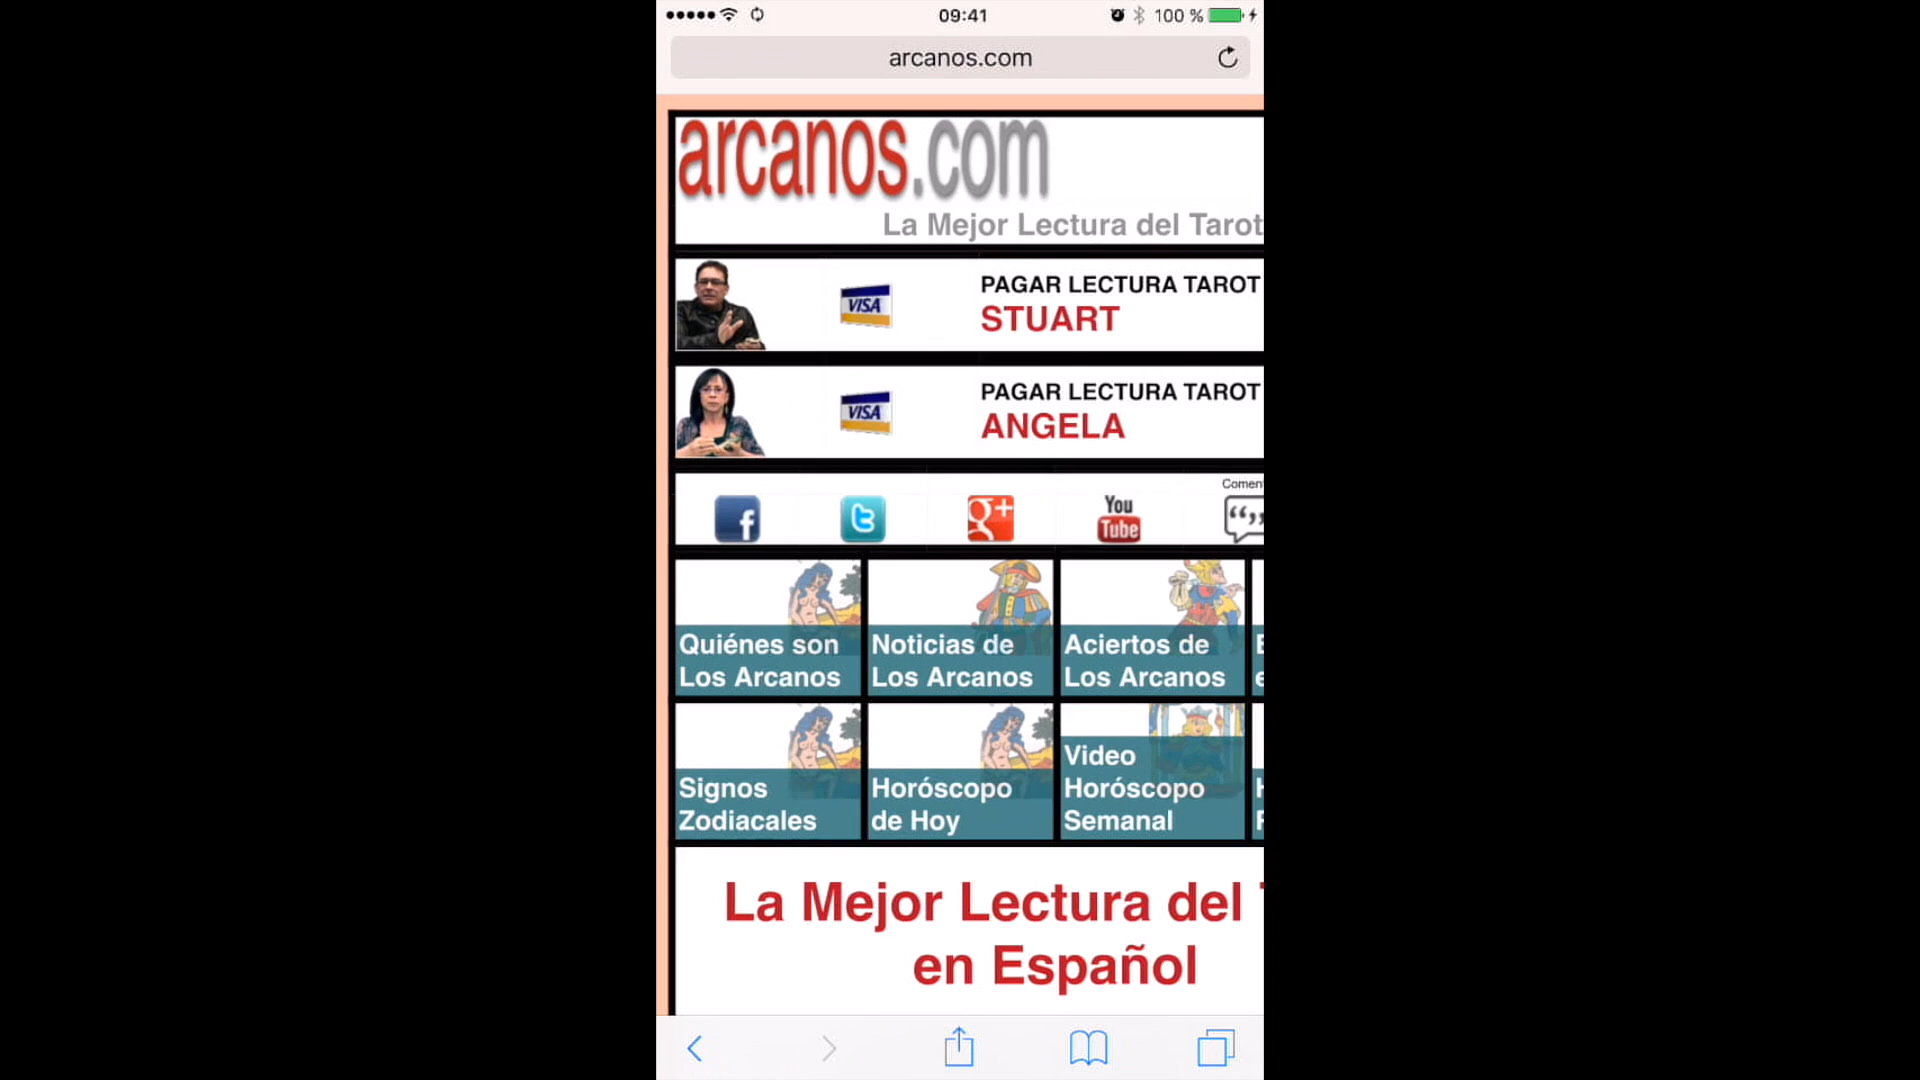 09:41
100 %
arcanos.com
arcanos.com
La Mejor Lectura del Tarot
VISA
PAGAR LECTURA TAROT
STUART
VISA
PAGAR LECTURA TAROT
ANGELA
Comen
f
t
g+
You
Tube
Quiénes son
Los Arcanos
Noticias de
Los Arcanos
Aciertos de
Los Arcanos
Signos
Zodiacales
Horóscopo
de Hoy
Video
Horóscopo
Semanal
La Mejor Lectura del
en Español